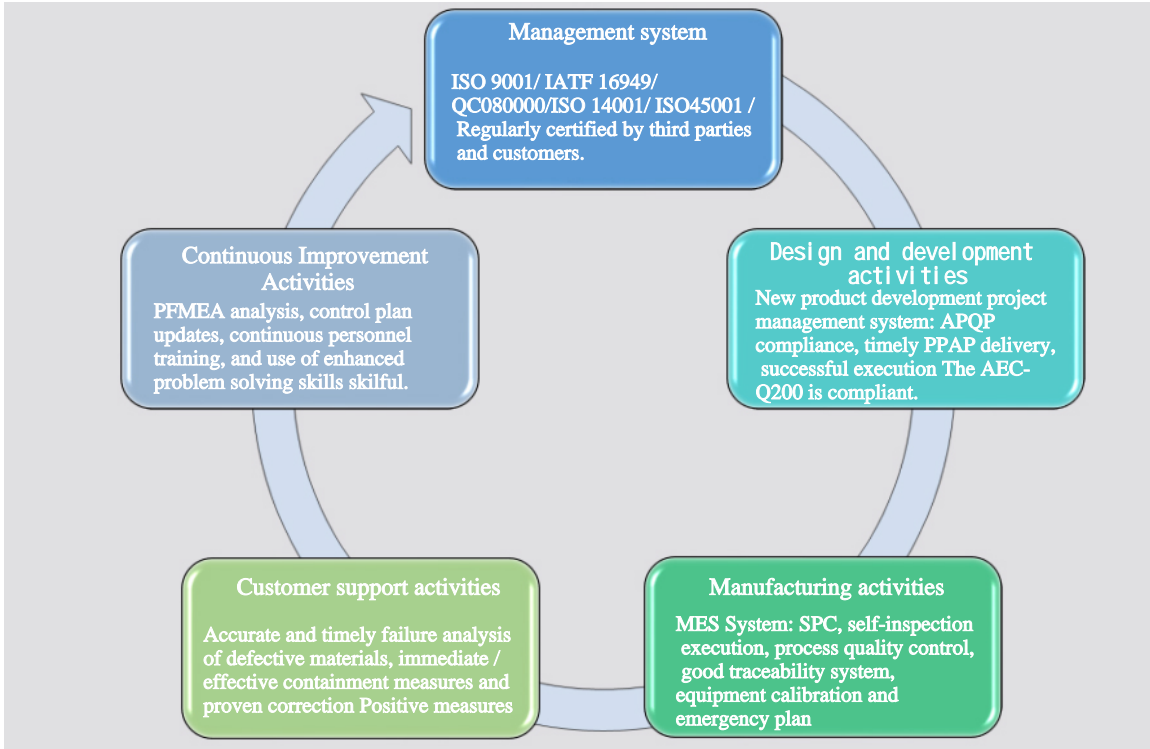 Management system
ISO 9001/ IATF 16949/
QC080000/ISO 14001/ ISO45001 /
Regularly certified by third parties
and customers.
Design and development
activities
New product development project
management system: APQP
compliance, timely PPAP delivery,
successful execution The AEC-
Q200 is compliant.
Manufacturing activities
MES System: SPC, self-inspection
execution, process quality control,
good traceability system,
equipment calibration and
emergency plan
Customer support activities
Accurate and timely failure analysis
of defective materials, immediate /
effective containment measures and
proven correction Positive measures
Continuous Improvement
Activities
PFMEA analysis, control plan
updates, continuous personnel
training, and use of enhanced
problem solving skills skilful.